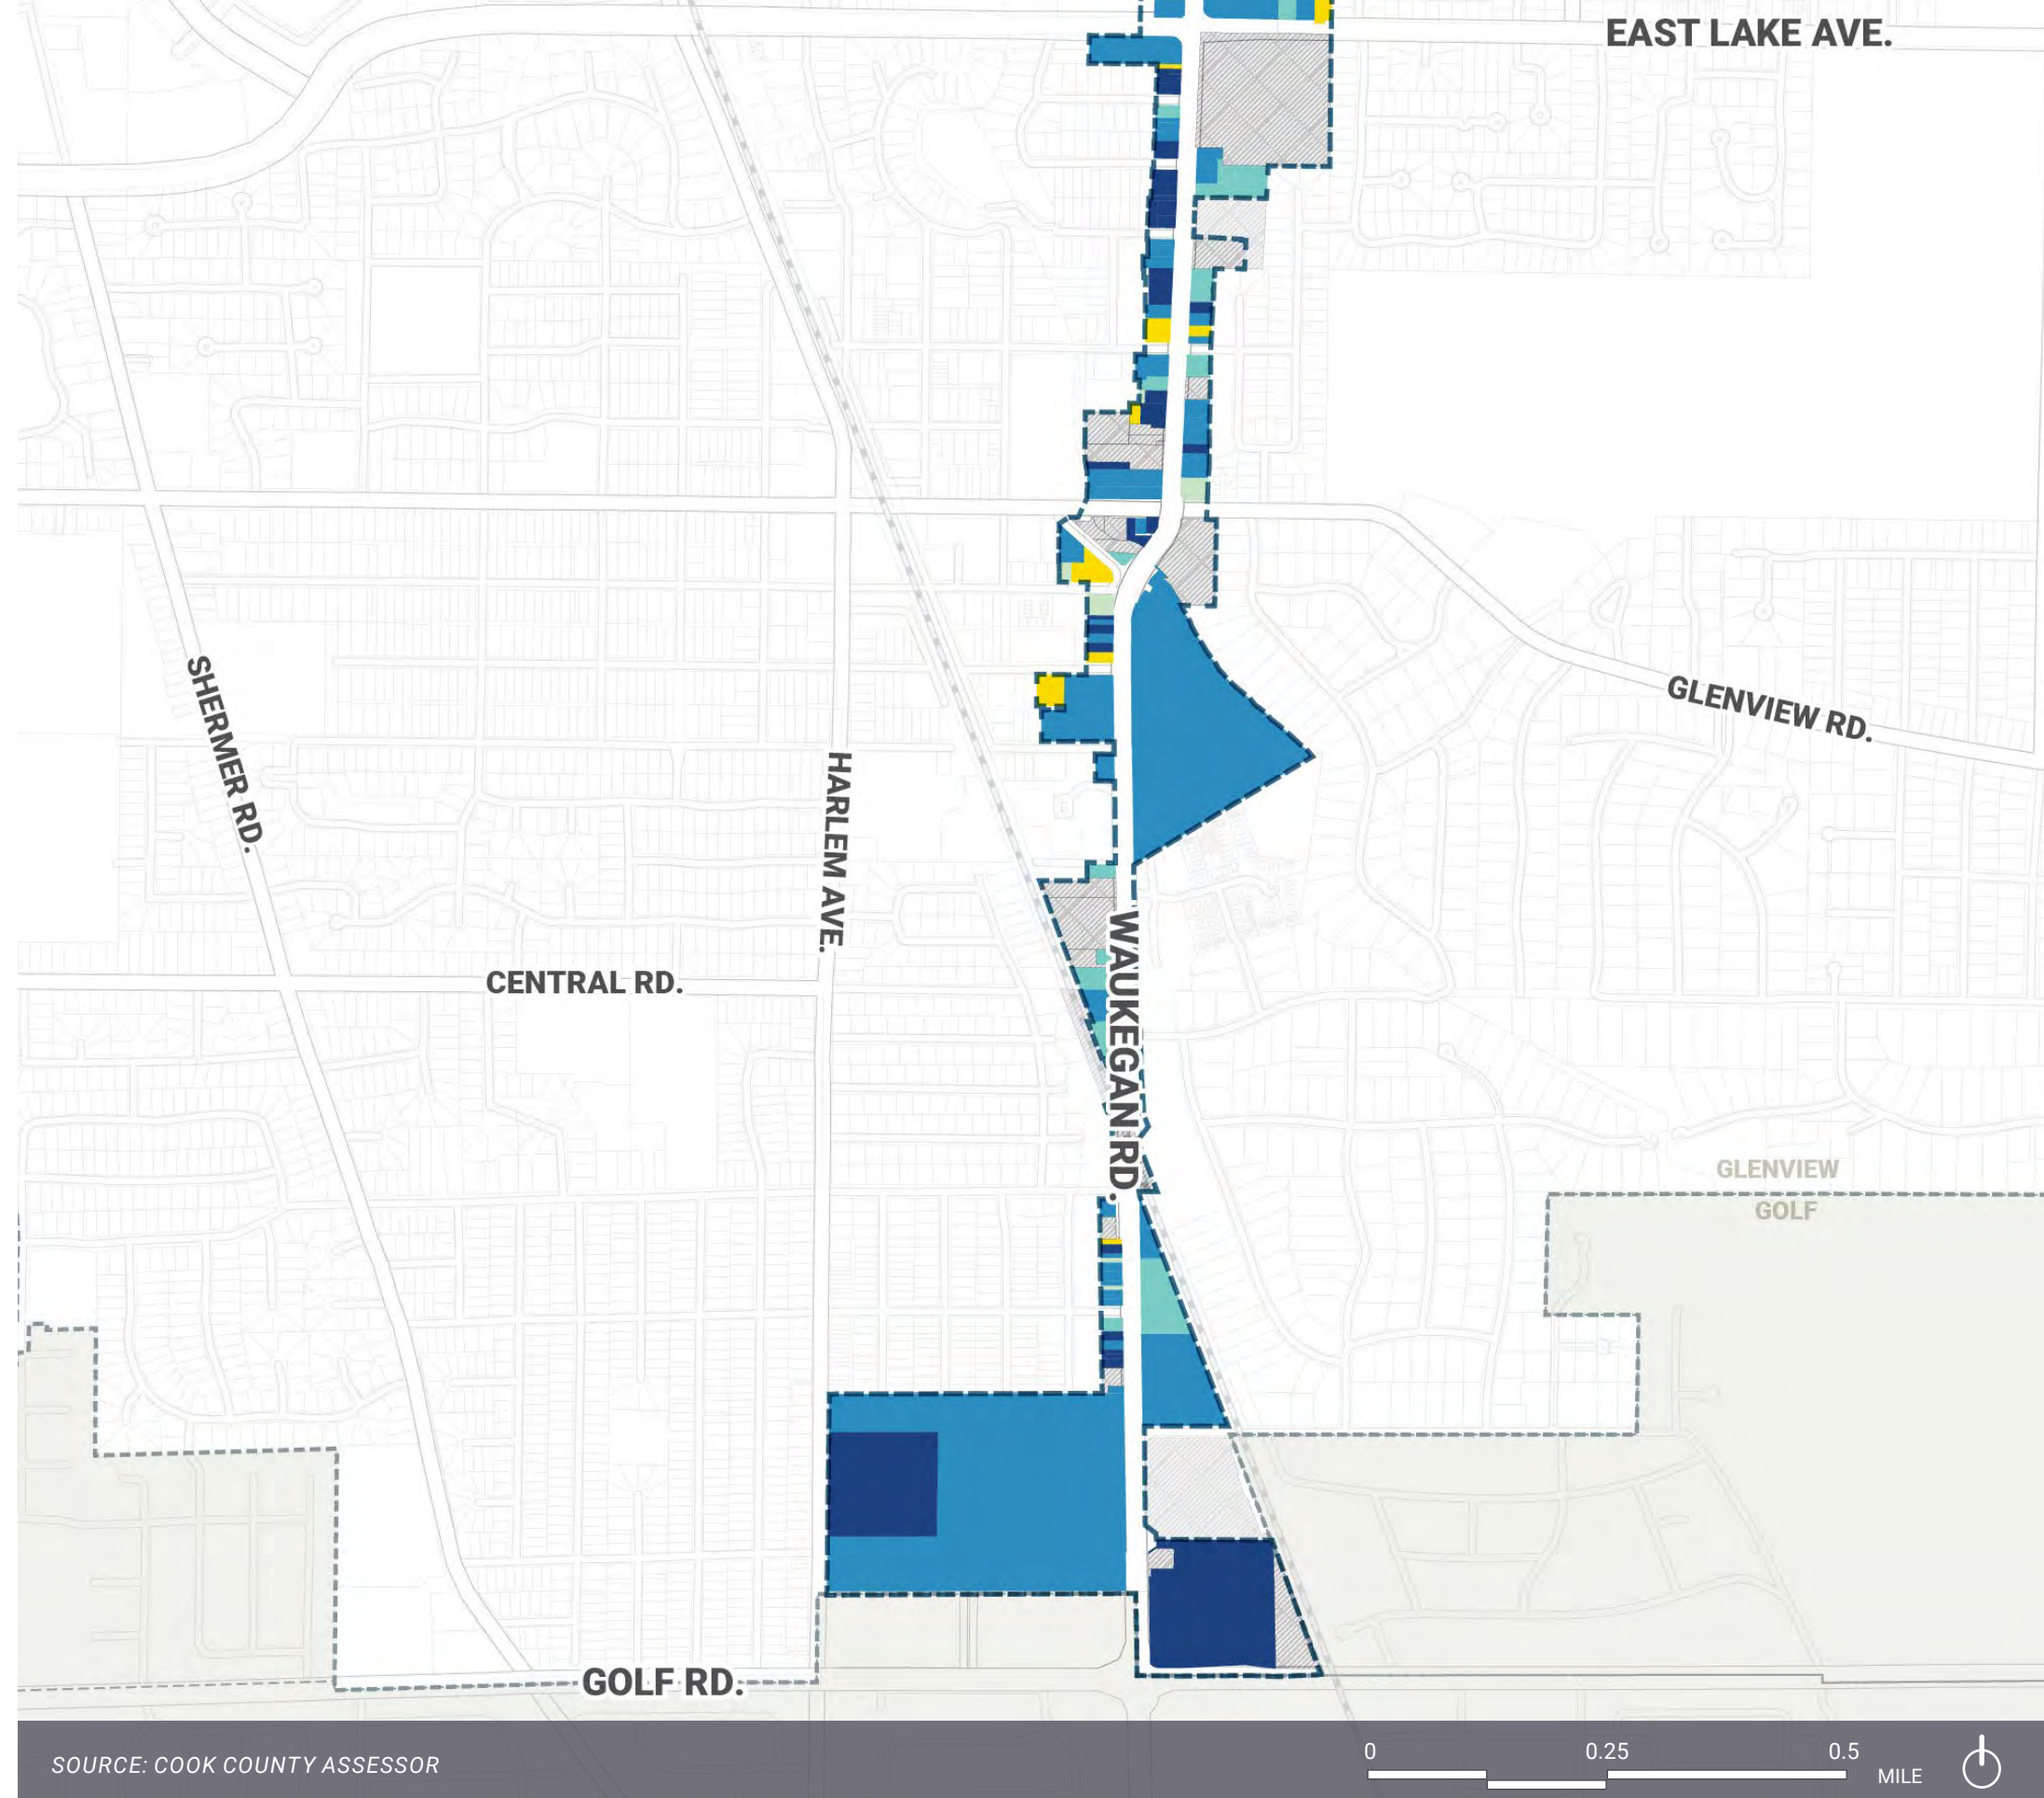 EAST LAKE AVE.
SHERMER RD.
GLENVIEW RD.
HARLEM AVE.
WAUKEGAN RD.
CENTRAL RD.
GLENVIEW
GOLF
GOLF RD.
SOURCE: COOK COUNTY ASSESSOR
0 0.25 0.5
MILE